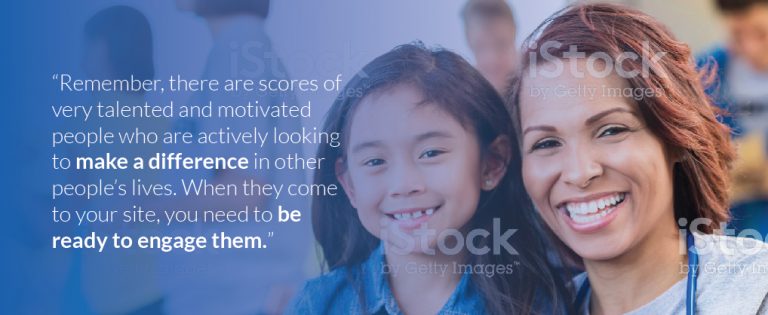 “Remember, there are scores of
very talented and motivated
people who are actively looking
to make a difference in other
people’s lives. When they come
to your site, you need to be
ready to engage them.”
iStock
by Getty Images
iStock
by Getty Images
iStock
by Getty Images™
iStock
by Getty Images